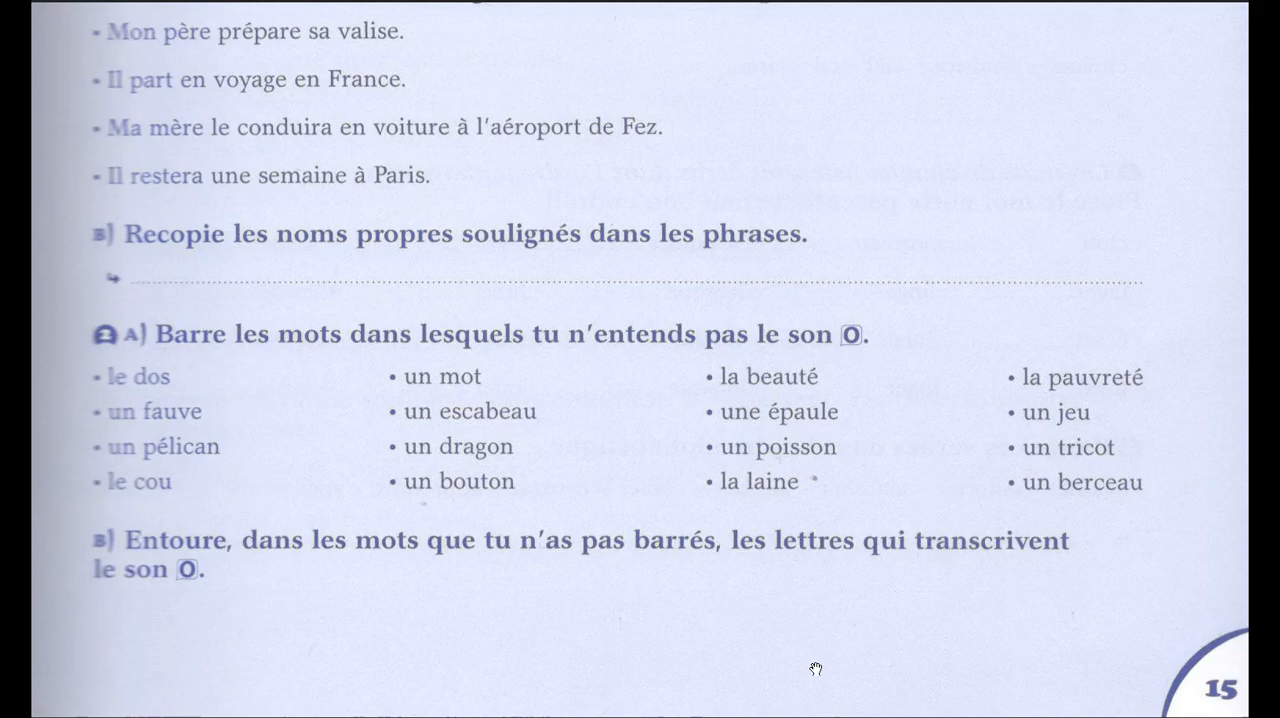 • Mon père prépare sa valise.
• Il part en voyage en France.
• Ma mère le conduira en voiture à l'aéroport de Fez.
• Il restera une semaine à Paris.
B) Recopie les noms propres soulignés dans les phrases.
2 A) Barre les mots dans lesquels tu n'entends pas le son O.
• le dos • un mot • la beauté • la pauvreté
• un fauve • un escabeau • une épaule • un jeu
• un pélican • un dragon • un poisson • un tricot
• le cou • un bouton • la laine • un berceau
B) Entoure, dans les mots que tu n'as pas barrés, les lettres qui transcrivent
le son O.
15